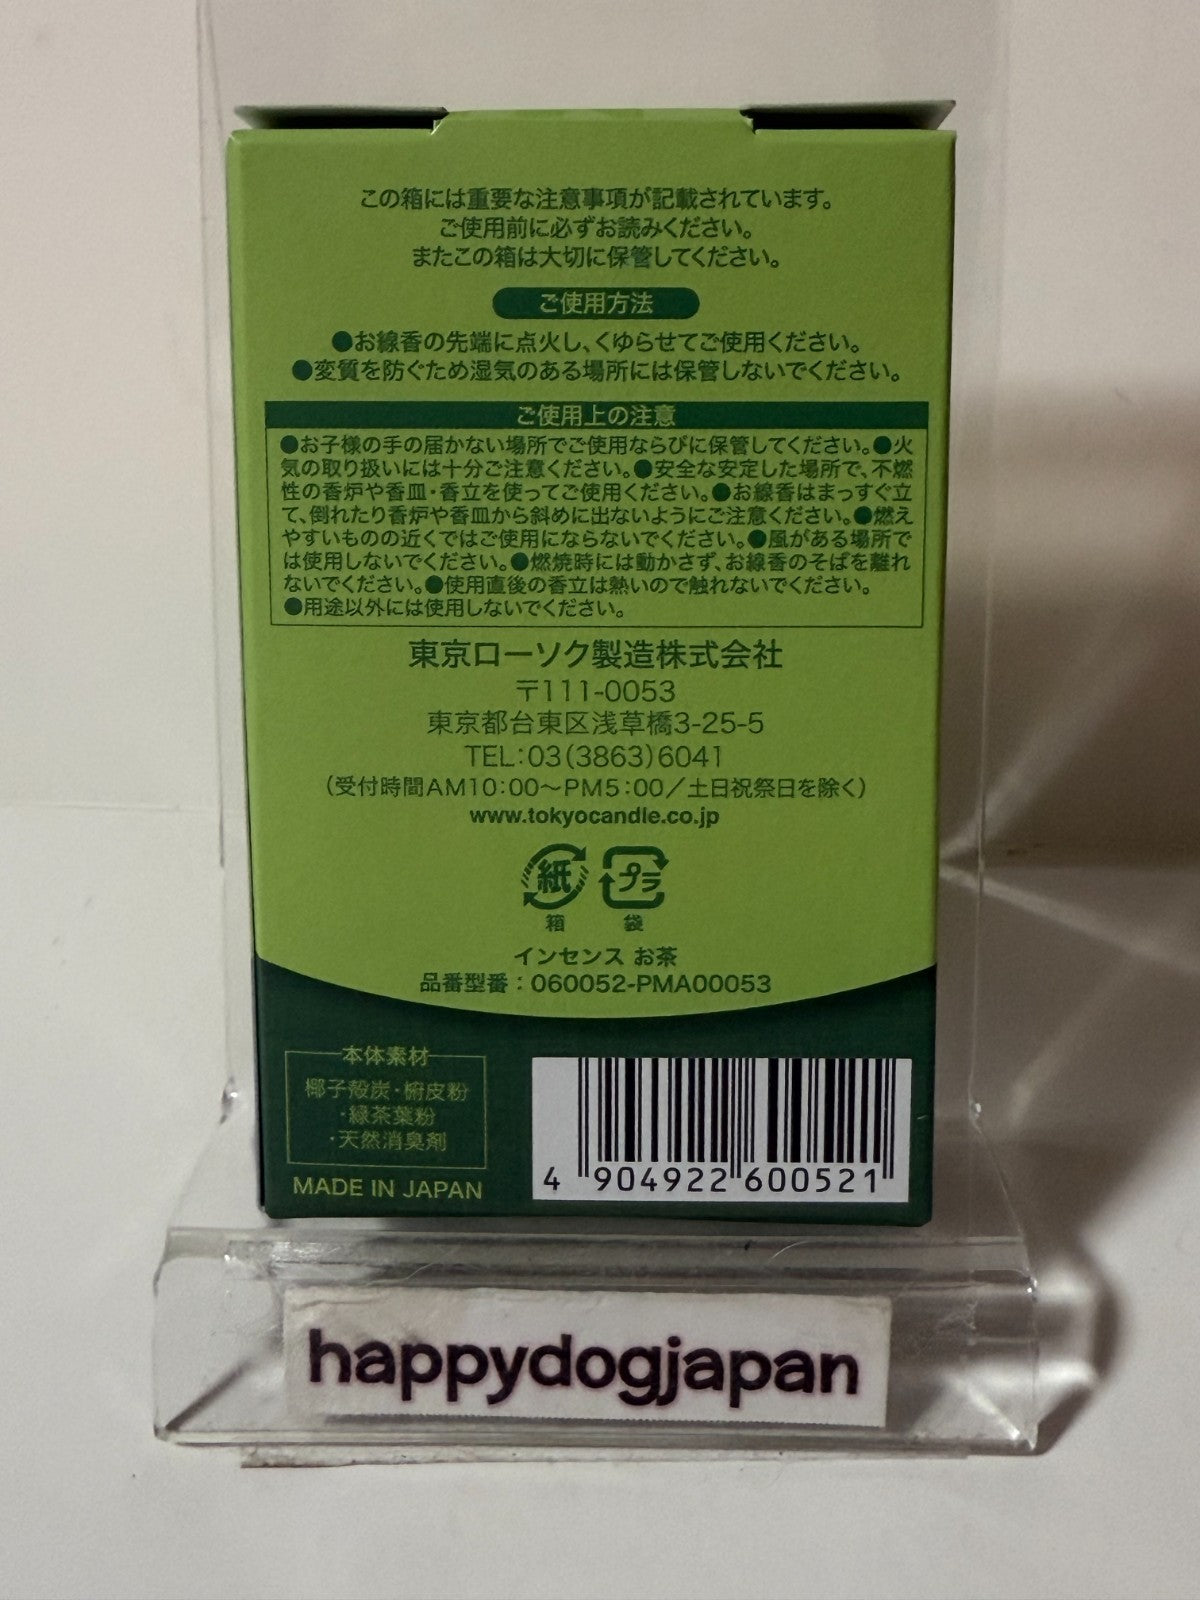 この箱には重要な注意事項が記載されています。
ご使用前に必ずお読みください。
またこの箱は大切に保管してください。
ご使用方法
●お線香の先端に点火し、くゆらせてご使用ください。
●変質を防ぐため湿気のある場所には保管しないでください。
ご使用上の注意
●お子様の手の届かない場所でご使用ならびに保管してください。●火
気の取り扱いには十分ご注意ください。●安全な安定した場所で、不燃
性の香炉や香皿・香立を使ってご使用ください。●お線香はまっすぐ立
て、倒れたり香炉や香皿から斜めに出ないようにご注意ください。●燃え
やすいものの近くではご使用にならないでください。●風がある場所で
は使用しないでください。●燃焼時には動かさず、お線香のそばを離れ
ないでください。●使用直後の香立は熱いので触れないでください。
●用途以外には使用しないでください。
東京ローソク製造株式会社
〒111-0053
東京都台東区浅草橋3-25-5
TEL:03(3863)6041
（受付時間AM10:00〜PM5:00／土日祝祭日を除く）
www.tokyocandle.co.jp
紙 プラ
箱 袋
インセンス お茶
品番型番：060052-PMA00053
本体素材
椰子殻炭・椨皮粉
・緑茶葉粉
・天然消臭剤
MADE IN JAPAN
4 904922 600521
happydogjapan